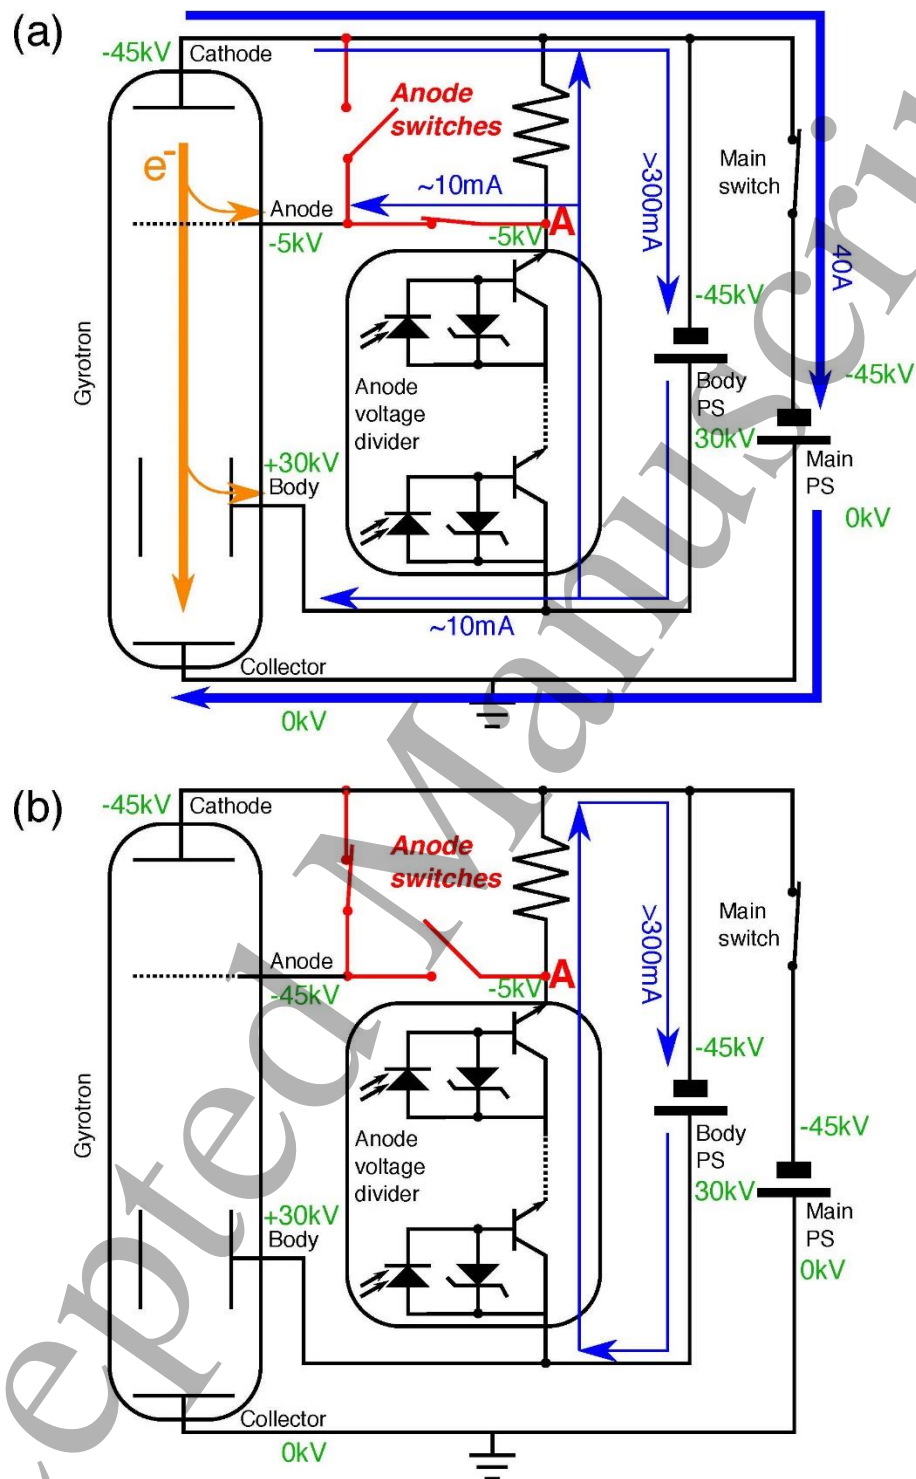 (a)
-45kV
Cathode
Anode
switches
e-
~10mA
>300mA
Main
switch
40A
Anode
-5kV
-5kV
A
-45kV
-45kV
Gyrotron
Anode
voltage
divider
Body
PS
30kV
Main
PS
0kV
+30kV
Body
~10mA
Collector
0kV
(b)
-45kV
Cathode
Anode
switches
>300mA
Main
switch
Anode
-45kV
-5kV
A
-45kV
-45kV
Gyrotron
Anode
voltage
divider
Body
PS
30kV
Main
PS
0kV
+30kV
Body
Collector
0kV
epted Manuscri